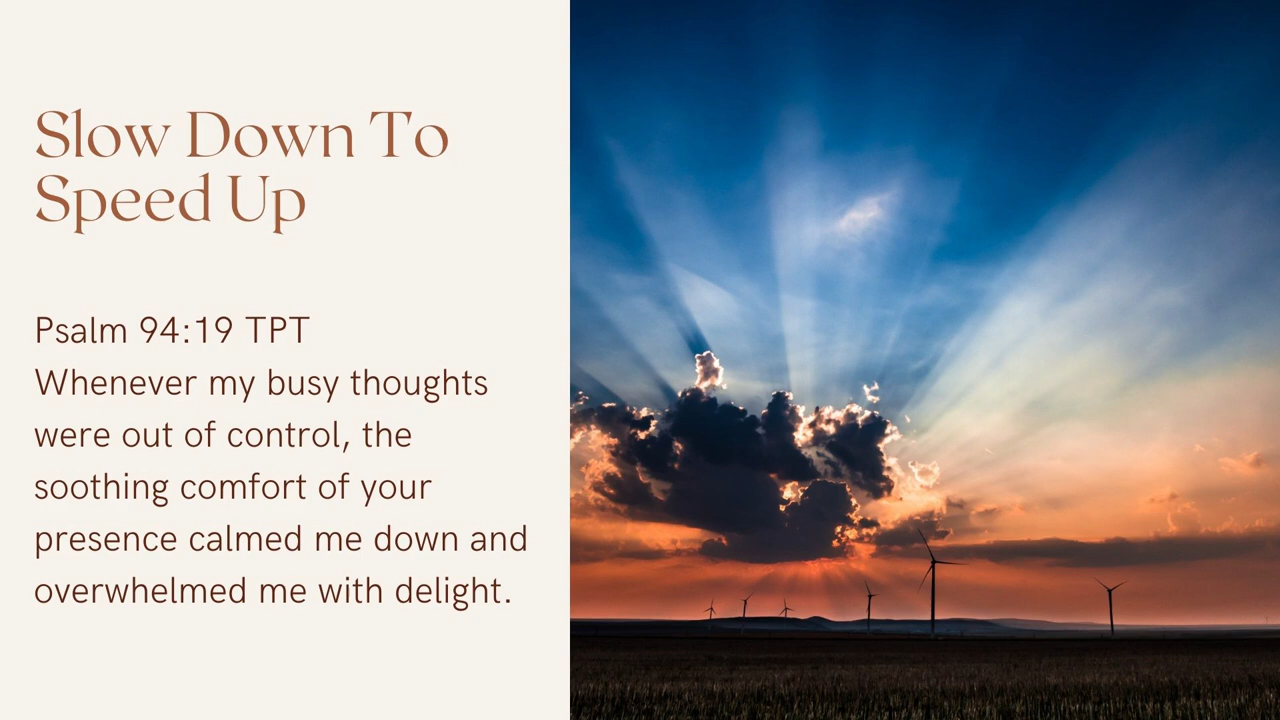 Slow Down To
Speed Up
Psalm 94:19 TPT
Whenever my busy thoughts
were out of control, the
soothing comfort of your
presence calmed me down and
overwhelmed me with delight.